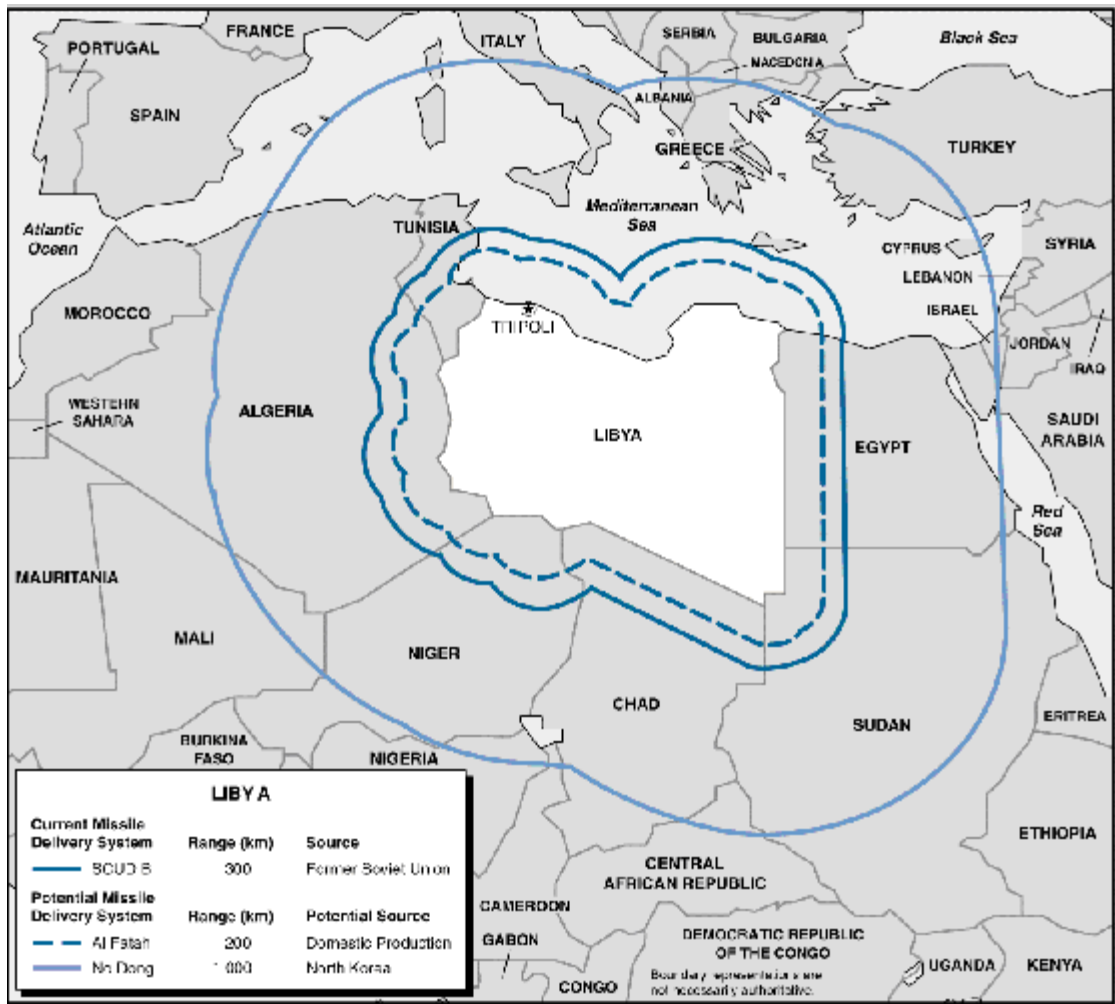 FRANCE
ITALY
SERBIA
BULGARIA
Black Sea
PORTUGAL
MACEDONIA
SPAIN
ALBANIA
GREECE
TURKEY
Atlantic
Ocean
TUNISIA
Mediterranean
Sea
CYPRUS
SYRIA
LEBANON
MOROCCO
ISRAEL
JORDAN
IRAQ
WESTERN
SAHARA
ALGERIA
LIBYA
EGYPT
SAUDI
ARABIA
Red
Sea
MAURITANIA
MALI
NIGER
CHAD
SUDAN
ERITREA
BURKINA
FASO
NIGERIA
ETHIOPIA
CENTRAL
AFRICAN REPUBLIC
CAMEROON
GABON
CONGO
DEMOCRATIC REPUBLIC
OF THE CONGO
UGANDA
KENYA
Boundary representations are
not necessarily authoritative.
LIBYA
Current Missile
Delivery System Range (km) Source
SCUD B 300 Former Soviet Union
Potential Missile
Delivery System Range (km) Potential Source
Al Fatah 200 Domestic Production
No Dong 1,000 North Korea